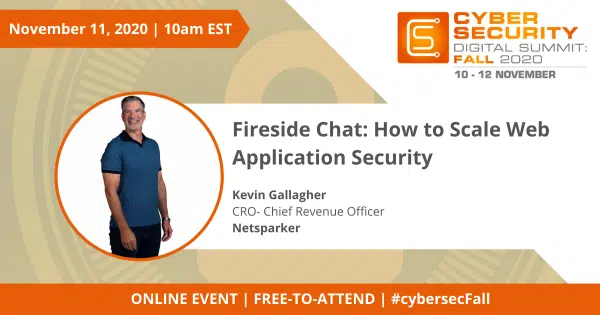 November 11, 2020 | 10am EST
CYBER
SECURITY
DIGITAL SUMMIT:
FALL 2020
10 - 12 NOVEMBER
Fireside Chat: How to Scale Web
Application Security
Kevin Gallagher
CRO- Chief Revenue Officer
Netsparker
ONLINE EVENT | FREE-TO-ATTEND | #cybersecFall